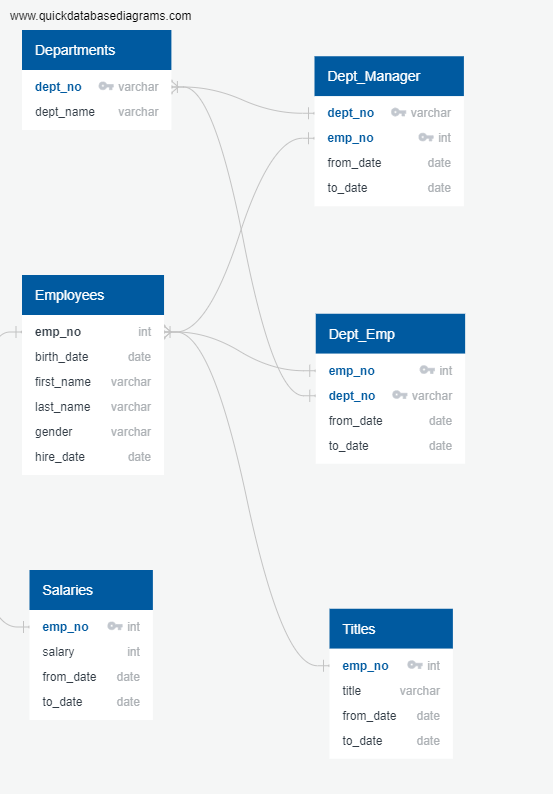 www.quickdatabasediagrams.com
Departments
dept_no varchar
dept_name varchar
Dept_Manager
dept_no varchar
emp_no int
from_date date
to_date date
Employees
emp_no int
birth_date date
first_name varchar
last_name varchar
gender varchar
hire_date date
Dept_Emp
emp_no int
dept_no varchar
from_date date
to_date date
Salaries
emp_no int
salary int
from_date date
to_date date
Titles
emp_no int
title varchar
from_date date
to_date date